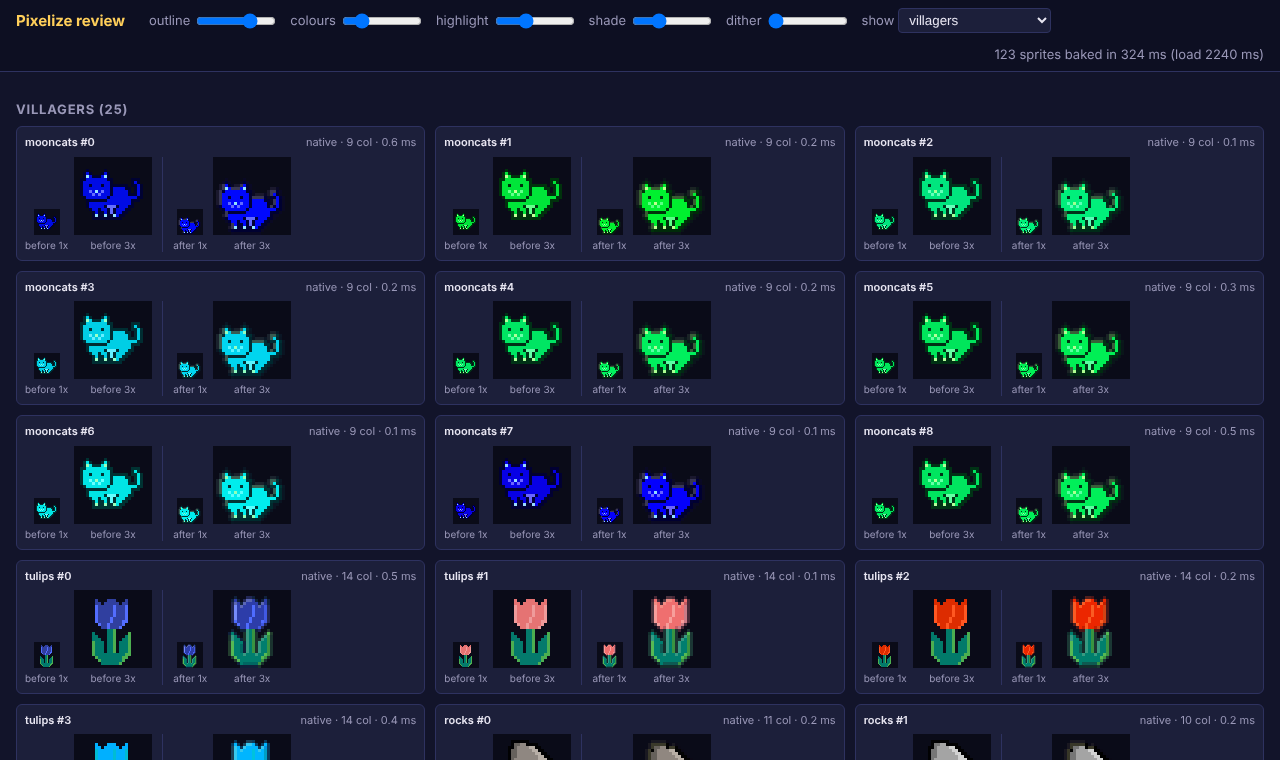 Pixelize review outline colours highlight shade dither show villagers
123 sprites baked in 324 ms (load 2240 ms)
VILLAGERS (25)
mooncats #0 native · 9 col · 0.6 ms
before 1x before 3x after 1x after 3x
mooncats #1 native · 9 col · 0.2 ms
before 1x before 3x after 1x after 3x
mooncats #2 native · 9 col · 0.1 ms
before 1x before 3x after 1x after 3x
mooncats #3 native · 9 col · 0.2 ms
before 1x before 3x after 1x after 3x
mooncats #4 native · 9 col · 0.2 ms
before 1x before 3x after 1x after 3x
mooncats #5 native · 9 col · 0.3 ms
before 1x before 3x after 1x after 3x
mooncats #6 native · 9 col · 0.1 ms
before 1x before 3x after 1x after 3x
mooncats #7 native · 9 col · 0.1 ms
before 1x before 3x after 1x after 3x
mooncats #8 native · 9 col · 0.5 ms
before 1x before 3x after 1x after 3x
tulips #0 native · 14 col · 0.5 ms
before 1x before 3x after 1x after 3x
tulips #1 native · 14 col · 0.1 ms
before 1x before 3x after 1x after 3x
tulips #2 native · 14 col · 0.2 ms
before 1x before 3x after 1x after 3x
tulips #3 native · 14 col · 0.4 ms
rocks #0 native · 11 col · 0.2 ms
rocks #1 native · 10 col · 0.2 ms